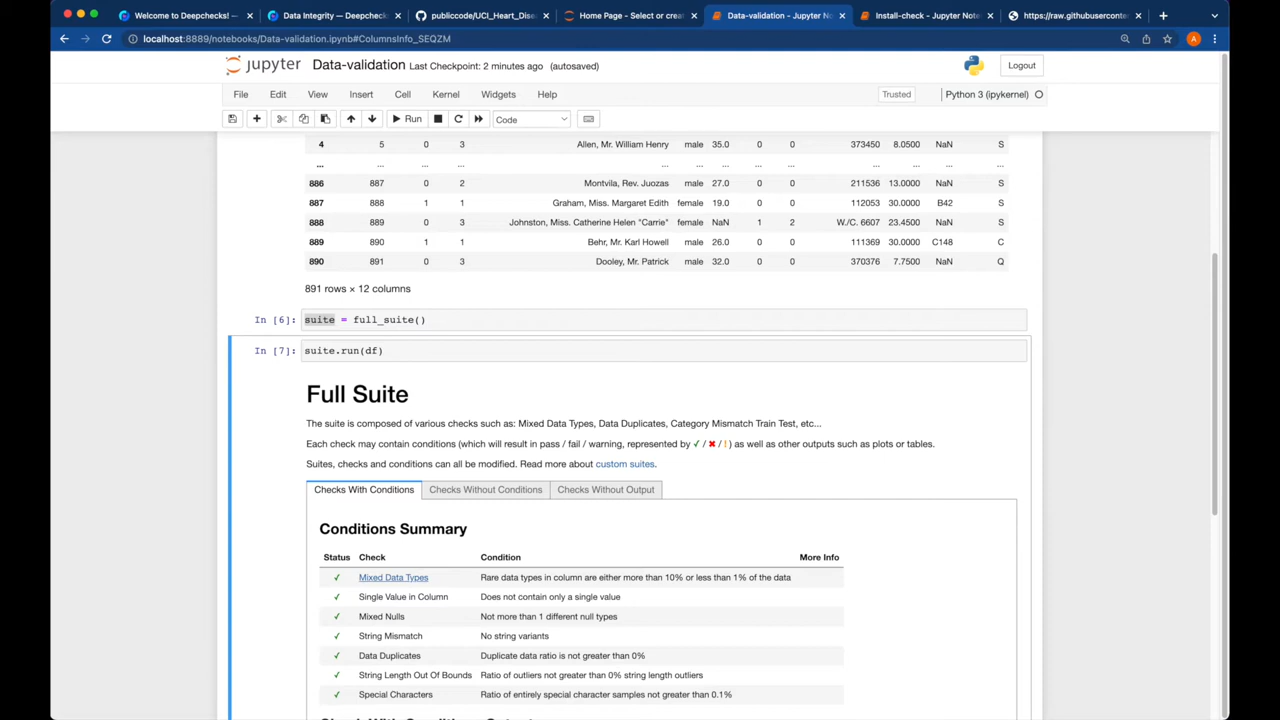 Welcome to Deepchecks! —
Data Integrity — Deepchecks
publiccode/UCI_Heart_Dise
Home Page - Select or create
Data-validation - Jupyter No
Install-check - Jupyter Note
https://raw.githubuserconten
localhost:8889/notebooks/Data-validation.ipynb#ColumnsInfo_SEQZM
A
jupyter Data-validation Last Checkpoint: 2 minutes ago (autosaved)
Logout
File Edit View Insert Cell Kernel Widgets Help
Trusted Python 3 (ipykernel)
Run Code
4 5 0 3 Allen, Mr. William Henry male 35.0 0 0 373450 8.0500 NaN S
... ... ... ... ... ... ... ... ... ... ... ... ...
886 887 0 2 Montvila, Rev. Juozas male 27.0 0 0 211536 13.0000 NaN S
887 888 1 1 Graham, Miss. Margaret Edith female 19.0 0 0 112053 30.0000 B42 S
888 889 0 3 Johnston, Miss. Catherine Helen "Carrie" female NaN 1 2 W./C. 6607 23.4500 NaN S
889 890 1 1 Behr, Mr. Karl Howell male 26.0 0 0 111369 30.0000 C148 C
890 891 0 3 Dooley, Mr. Patrick male 32.0 0 0 370376 7.7500 NaN Q
891 rows × 12 columns
In [6]: suite = full_suite()
In [7]: suite.run(df)
Full Suite
The suite is composed of various checks such as: Mixed Data Types, Data Duplicates, Category Mismatch Train Test, etc...
Each check may contain conditions (which will result in pass / fail / warning, represented by ✓ / ✖ / ! ) as well as other outputs such as plots or tables.
Suites, checks and conditions can all be modified. Read more about custom suites.
Checks With Conditions Checks Without Conditions Checks Without Output
Conditions Summary
Status Check Condition More Info
✓ Mixed Data Types Rare data types in column are either more than 10% or less than 1% of the data
✓ Single Value in Column Does not contain only a single value
✓ Mixed Nulls Not more than 1 different null types
✓ String Mismatch No string variants
✓ Data Duplicates Duplicate data ratio is not greater than 0%
✓ String Length Out Of Bounds Ratio of outliers not greater than 0% string length outliers
✓ Special Characters Ratio of entirely special character samples not greater than 0.1%